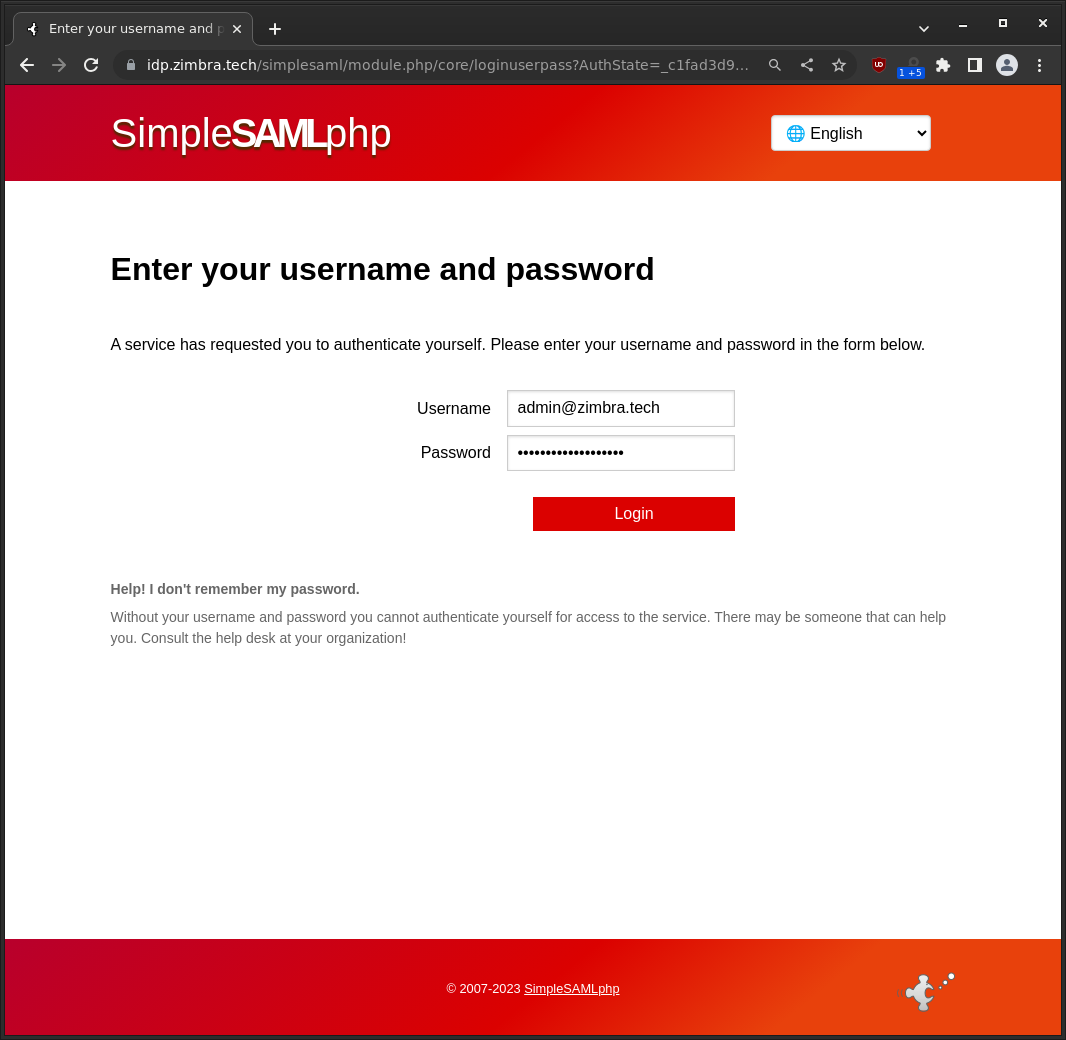 Enter your username and p
idp.zimbra.tech/simplesaml/module.php/core/loginuserpass?AuthState=_c1fad3d9...
1 +5
SimpleSAMLphp
English
Enter your username and password
A service has requested you to authenticate yourself. Please enter your username and password in the form below.
Username admin@zimbra.tech
Password •••••••••••••••••••
Login
Help! I don't remember my password.
Without your username and password you cannot authenticate yourself for access to the service. There may be someone that can help
you. Consult the help desk at your organization!
© 2007-2023 SimpleSAMLphp